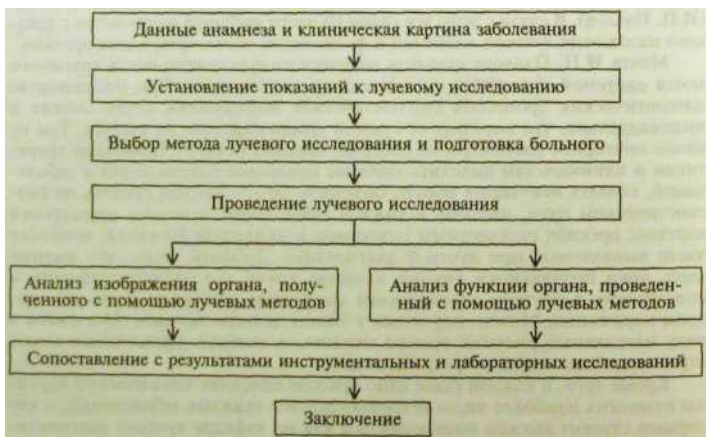 Данные анамнеза и клиническая картина заболевания
Установление показаний к лучевому исследованию
Выбор метода лучевого исследования и подготовка больного
Проведение лучевого исследования
Анализ изображения органа, полу-
ченного с помощью лучевых методов
Анализ функции органа, проведен-
ный с помощью лучевых методов
Сопоставление с результатами инструментальных и лабораторных исследований
Заключение